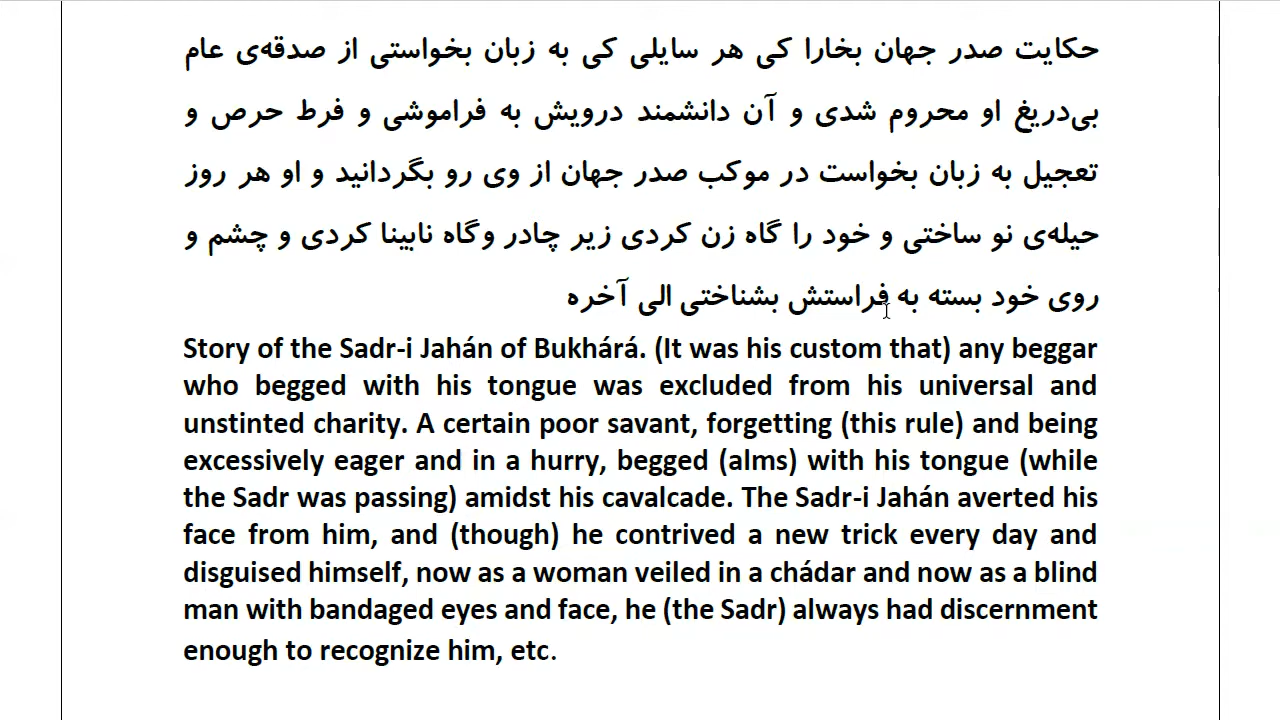 حکایت صدر جهان بخارا کی هر سایلی کی به زبان بخواستی از صدقه‌ی عام
بی‌دریغ او محروم شدی و آن دانشمند درویش به فراموشی و فرط حرص و
تعجیل به زبان بخواست در موکب صدر جهان از وی رو بگردانید و او هر روز
حیله‌ی نو ساختی و خود را گاه زن کردی زیر چادر وگاه نابینا کردی و چشم و
روی خود بسته به فراستش بشناختی الی آخره
Story of the Sadr-i Jahán of Bukhárá. (It was his custom that) any beggar
who begged with his tongue was excluded from his universal and
unstinted charity. A certain poor savant, forgetting (this rule) and being
excessively eager and in a hurry, begged (alms) with his tongue (while
the Sadr was passing) amidst his cavalcade. The Sadr-i Jahán averted his
face from him, and (though) he contrived a new trick every day and
disguised himself, now as a woman veiled in a chádar and now as a blind
man with bandaged eyes and face, he (the Sadr) always had discernment
enough to recognize him, etc.